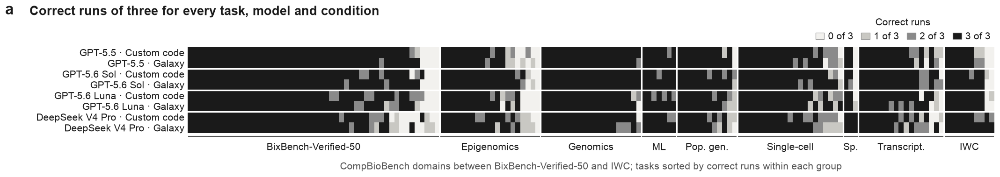 a Correct runs of three for every task, model and condition
Correct runs
0 of 3 1 of 3 2 of 3 3 of 3
GPT-5.5 · Custom code
GPT-5.5 · Galaxy
GPT-5.6 Sol · Custom code
GPT-5.6 Sol · Galaxy
GPT-5.6 Luna · Custom code
GPT-5.6 Luna · Galaxy
DeepSeek V4 Pro · Custom code
DeepSeek V4 Pro · Galaxy
BixBench-Verified-50 Epigenomics Genomics ML Pop. gen. Single-cell Sp. Transcript. IWC
CompBioBench domains between BixBench-Verified-50 and IWC; tasks sorted by correct runs within each group